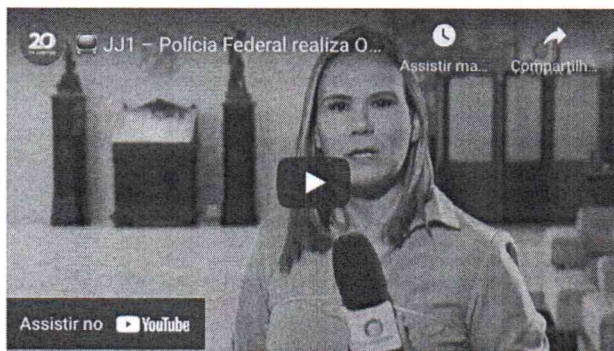 20
JJ1 – Polícia Federal realiza O...
Assistir ma...
Compartilh...
Assistir no YouTube